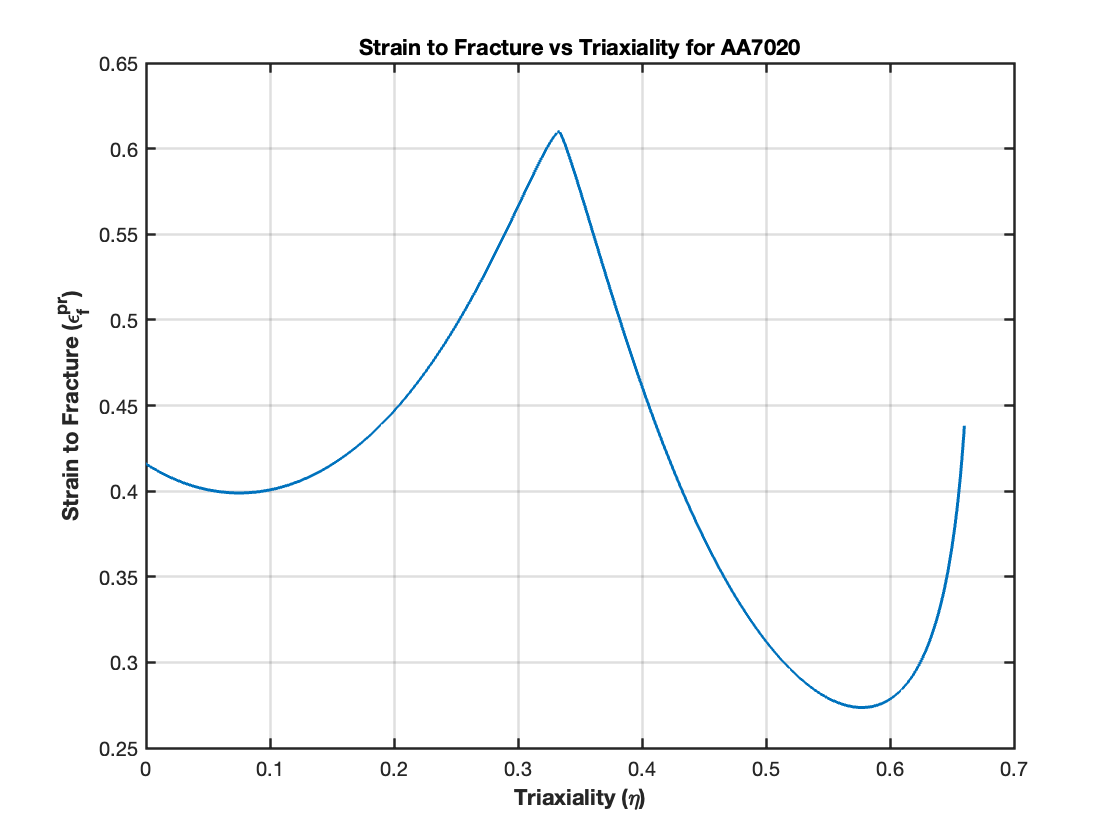 Strain to Fracture vs Triaxiality for AA7020
0.65
0.6
0.55
0.5
0.45
0.4
0.35
0.3
0.25
Strain to Fracture (ϵ_f^pr)
0 0.1 0.2 0.3 0.4 0.5 0.6 0.7
Triaxiality (η)